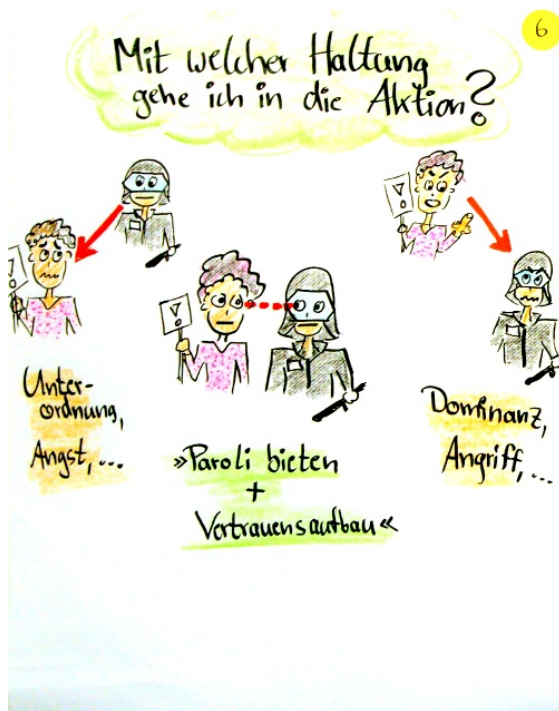 6
Mit welcher Haltung
gehe ich in die Aktion?
Unter-
ordnung,
Angst,...
»Paroli bieten
+
Vertrauensaufbau«
Dominanz,
Angriff,...